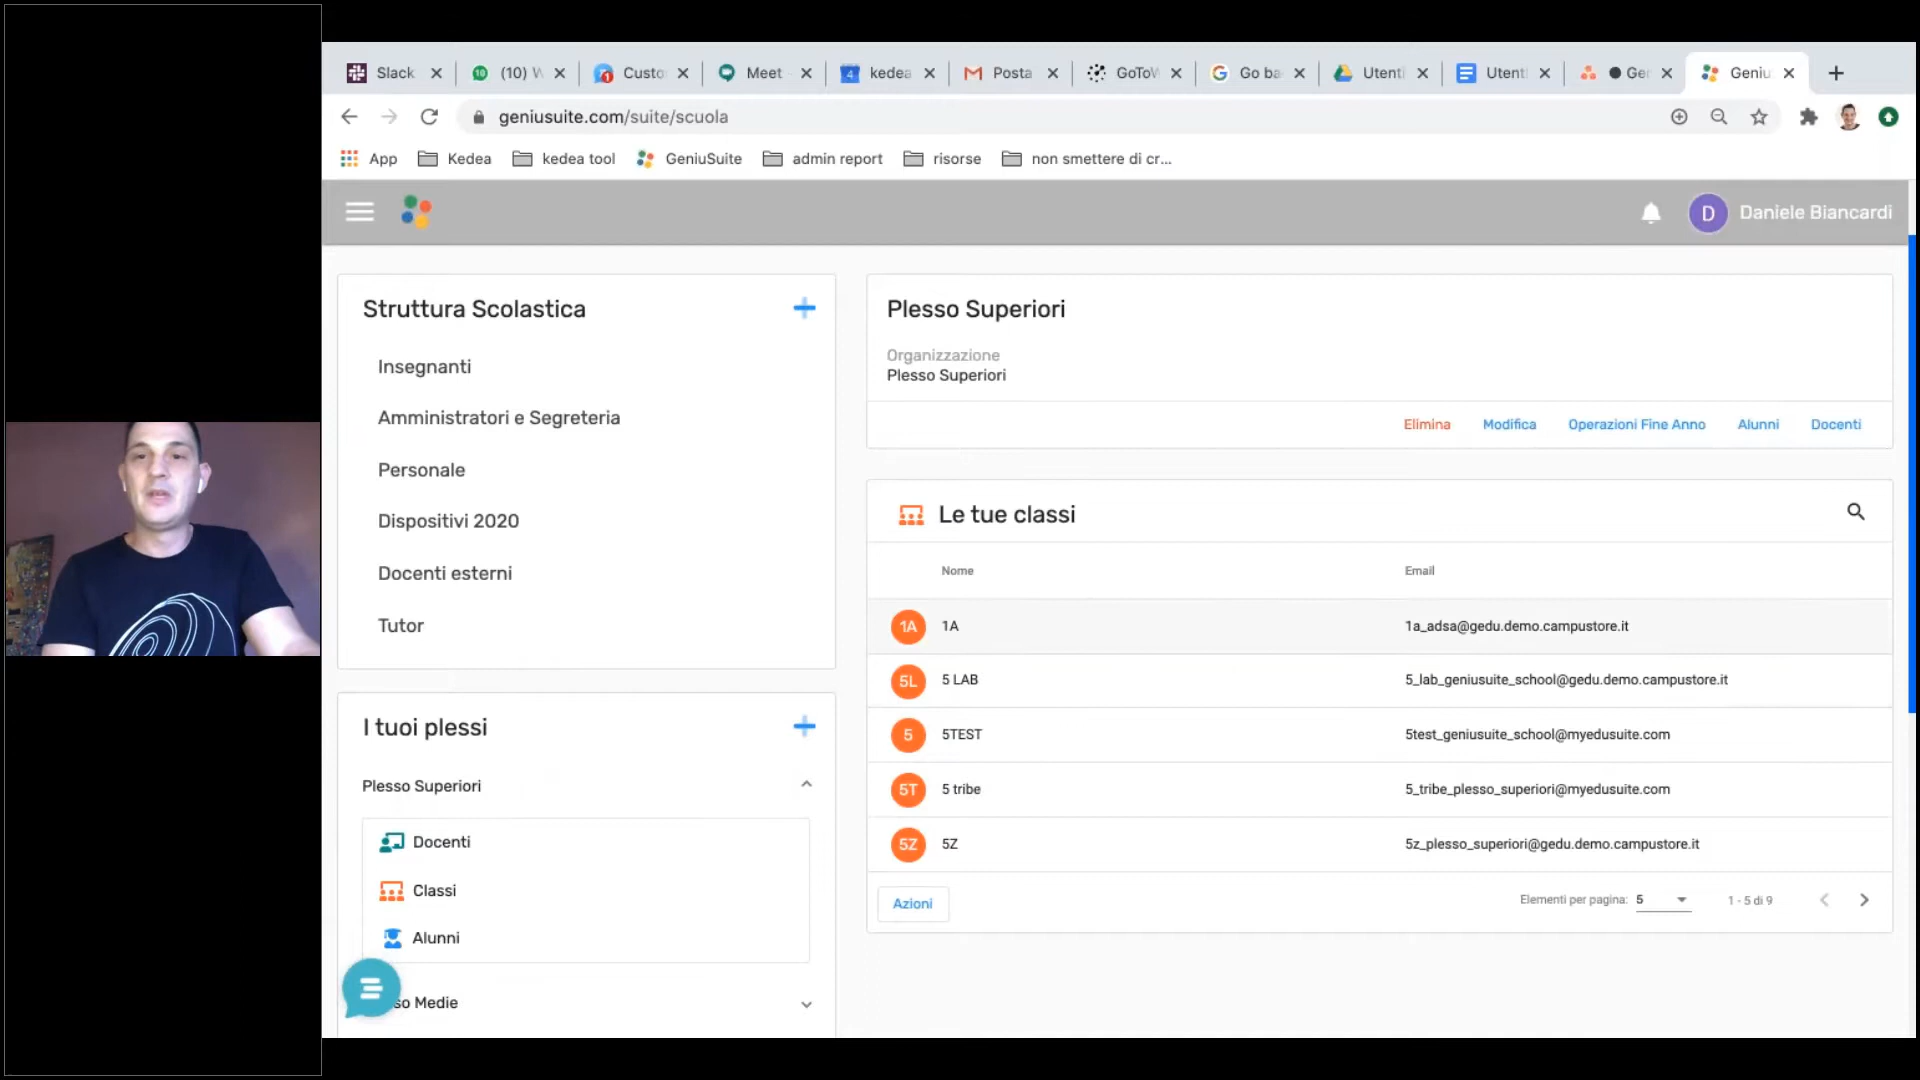 Slack
(10) W
Custo
Meet
kedea
Posta
GoToW
Go ba
Utenti
Utenti
Ger
Geniu
geniusuite.com/suite/scuola
App
Kedea
kedea tool
GeniuSuite
admin report
risorse
non smettere di cr...
D
Daniele Biancardi
Struttura Scolastica
Insegnanti
Amministratori e Segreteria
Personale
Dispositivi 2020
Docenti esterni
Tutor
I tuoi plessi
Plesso Superiori
Docenti
Classi
Alunni
so Medie
Plesso Superiori
Organizzazione
Plesso Superiori
Elimina
Modifica
Operazioni Fine Anno
Alunni
Docenti
Le tue classi
Nome Email
1A 1A 1a_adsa@gedu.demo.campustore.it
5L 5 LAB 5_lab_geniusuite_school@gedu.demo.campustore.it
5 5TEST 5test_geniusuite_school@myedusuite.com
5T 5 tribe 5_tribe_plesso_superiori@myedusuite.com
5Z 5Z 5z_plesso_superiori@gedu.demo.campustore.it
Azioni
Elementi per pagina: 5
1 - 5 di 9